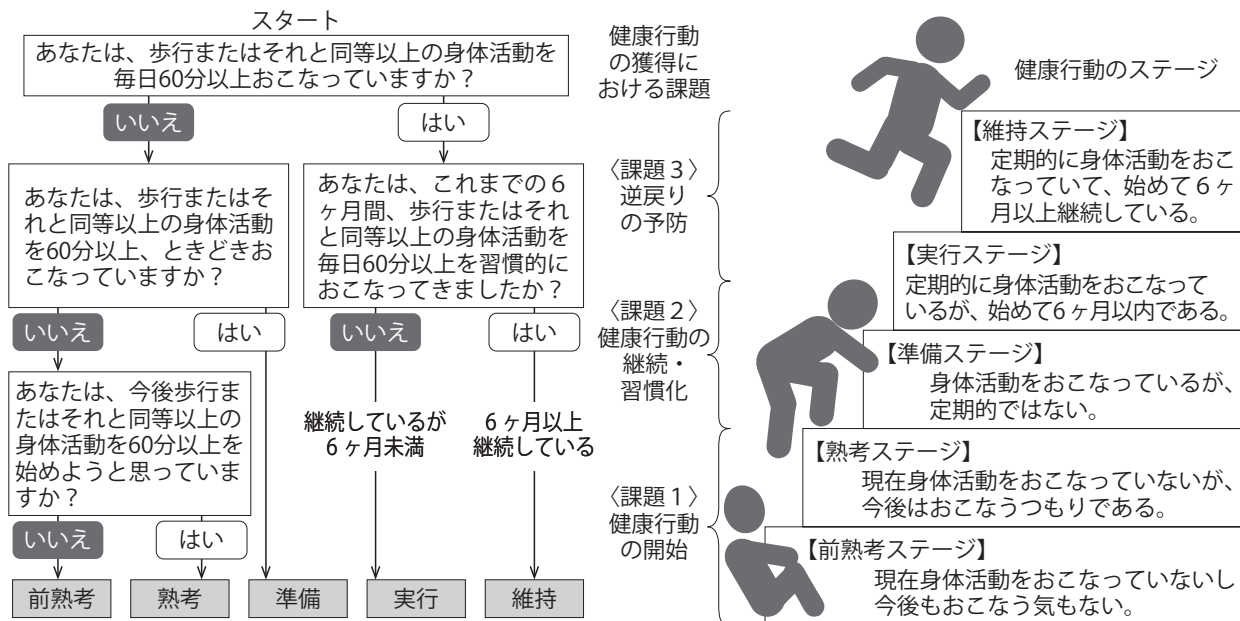 スタート
あなたは、歩行またはそれと同等以上の身体活動を
毎日60分以上おこなっていますか？
いいえ
はい
あなたは、歩行またはそ
れと同等以上の身体活動
を60分以上、ときどきお
こなっていますか？
あなたは、これまでの６
ヶ月間、歩行またはそれ
と同等以上の身体活動を
毎日60分以上を習慣的に
おこなってきましたか？
いいえ
はい
いいえ
はい
あなたは、今後歩行ま
たはそれと同等以上の
身体活動を60分以上を
始めようと思っていま
すか？
継続しているが
６ヶ月未満
６ヶ月以上
継続している
いいえ
はい
前熟考
熟考
準備
実行
維持
健康行動
の獲得に
おける課題
〈課題３〉
逆戻り
の予防
〈課題２〉
健康行動の
継続・
習慣化
〈課題１〉
健康行動
の開始
健康行動のステージ
【維持ステージ】
定期的に身体活動をおこ
なっていて、始めて６ヶ
月以上継続している。
【実行ステージ】
定期的に身体活動をおこなって
いるが、始めて6ヶ月以内である。
【準備ステージ】
身体活動をおこなっているが、
定期的ではない。
【熟考ステージ】
現在身体活動をおこなっていないが、
今後はおこなうつもりである。
【前熟考ステージ】
現在身体活動をおこなっていないし
今後もおこなう気もない。